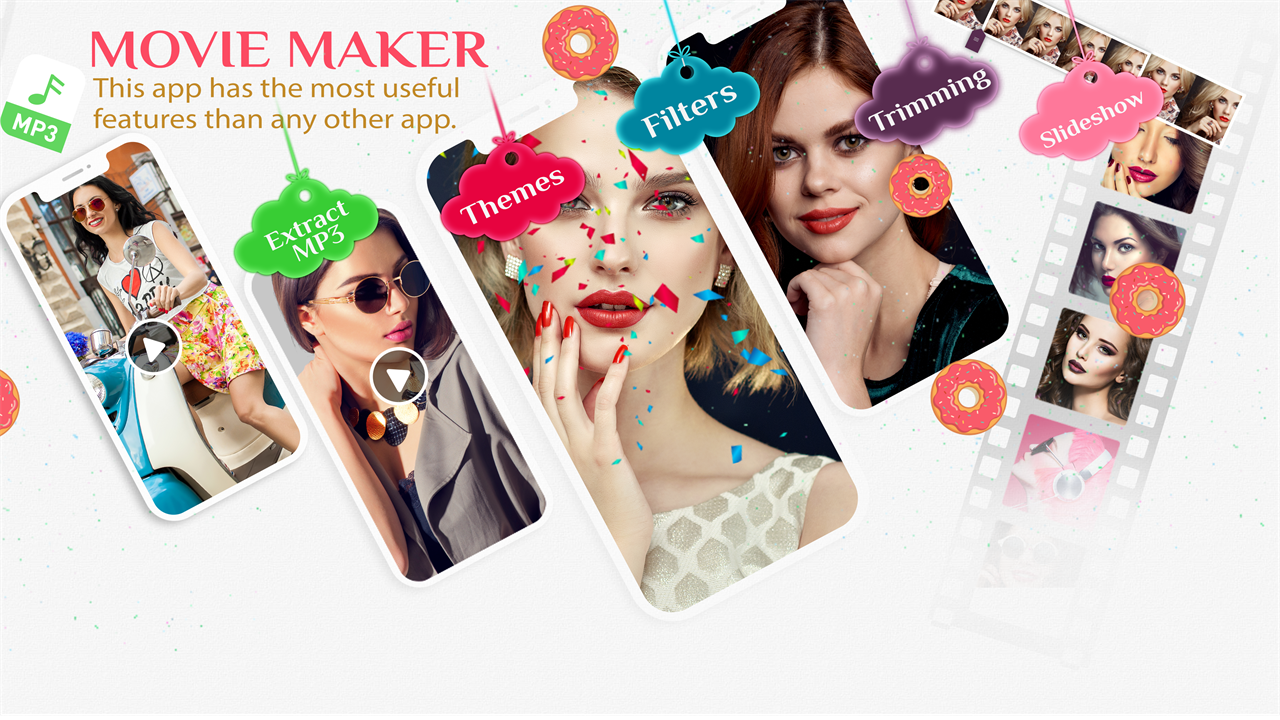 MOVIE MAKER
This app has the most useful
features than any other app.
MP3
Extract
MP3
Themes
Filters
Trimming
Slideshow